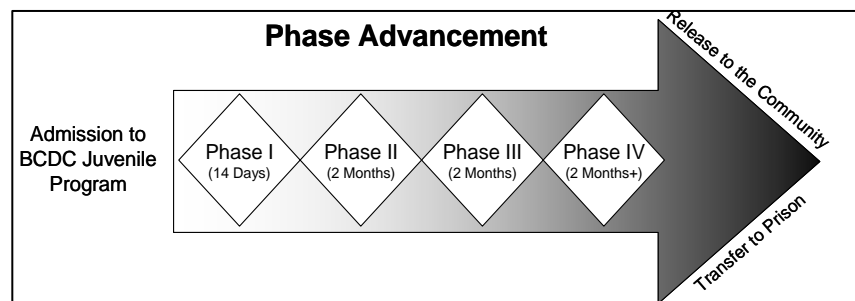 Phase Advancement
Admission to
BCDC Juvenile
Program
Phase I
(14 Days)
Phase II
(2 Months)
Phase III
(2 Months)
Phase IV
(2 Months+)
Release to the Community
Transfer to Prison